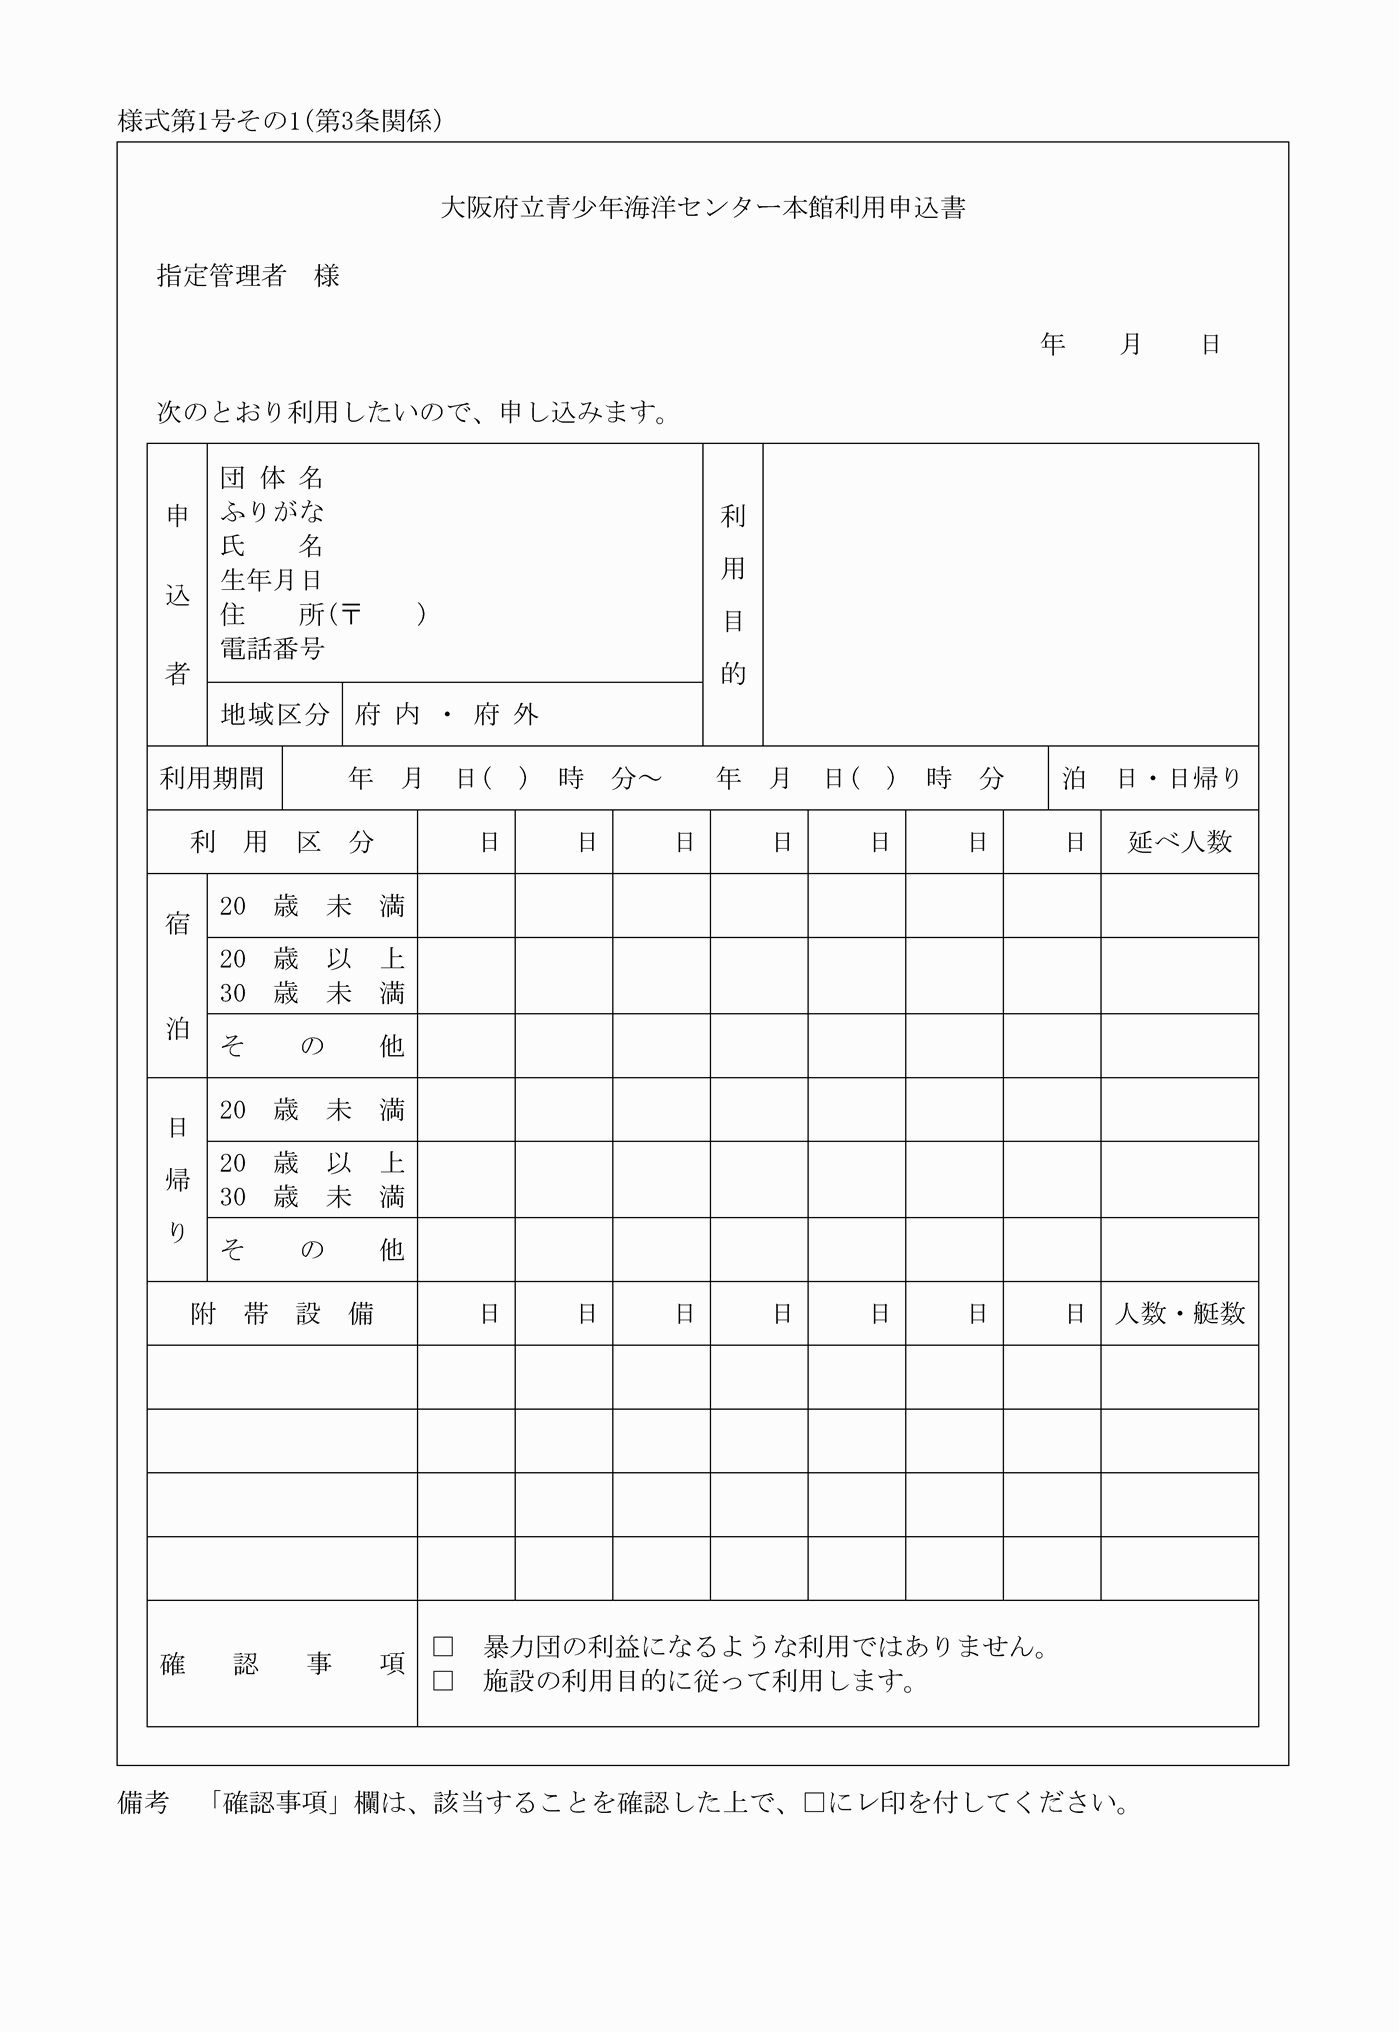 様式第1号その1(第3条関係)
大阪府立青少年海洋センター本館利用申込書
指定管理者　様
年　　月　　日
次のとおり利用したいので、申し込みます。
申込者
団 体 名
ふりがな
氏　　名
生年月日
住　　所(〒　　)
電話番号
地域区分　府 内 ・ 府 外
利用目的
利用期間　年　月　日(　)　時　分～　　年　月　日(　)　時　分　泊　日・日帰り
利　用　区　分　日　日　日　日　日　日　日　延べ人数
宿泊
20　歳　未　満
20　歳　以　上
30　歳　未　満
そ　の　他
日帰り
20　歳　未　満
20　歳　以　上
30　歳　未　満
そ　の　他
附　帯　設　備　日　日　日　日　日　日　日　人数・艇数
確　認　事　項
□　暴力団の利益になるような利用ではありません。
□　施設の利用目的に従って利用します。
備考　「確認事項」欄は、該当することを確認した上で、□にレ印を付してください。